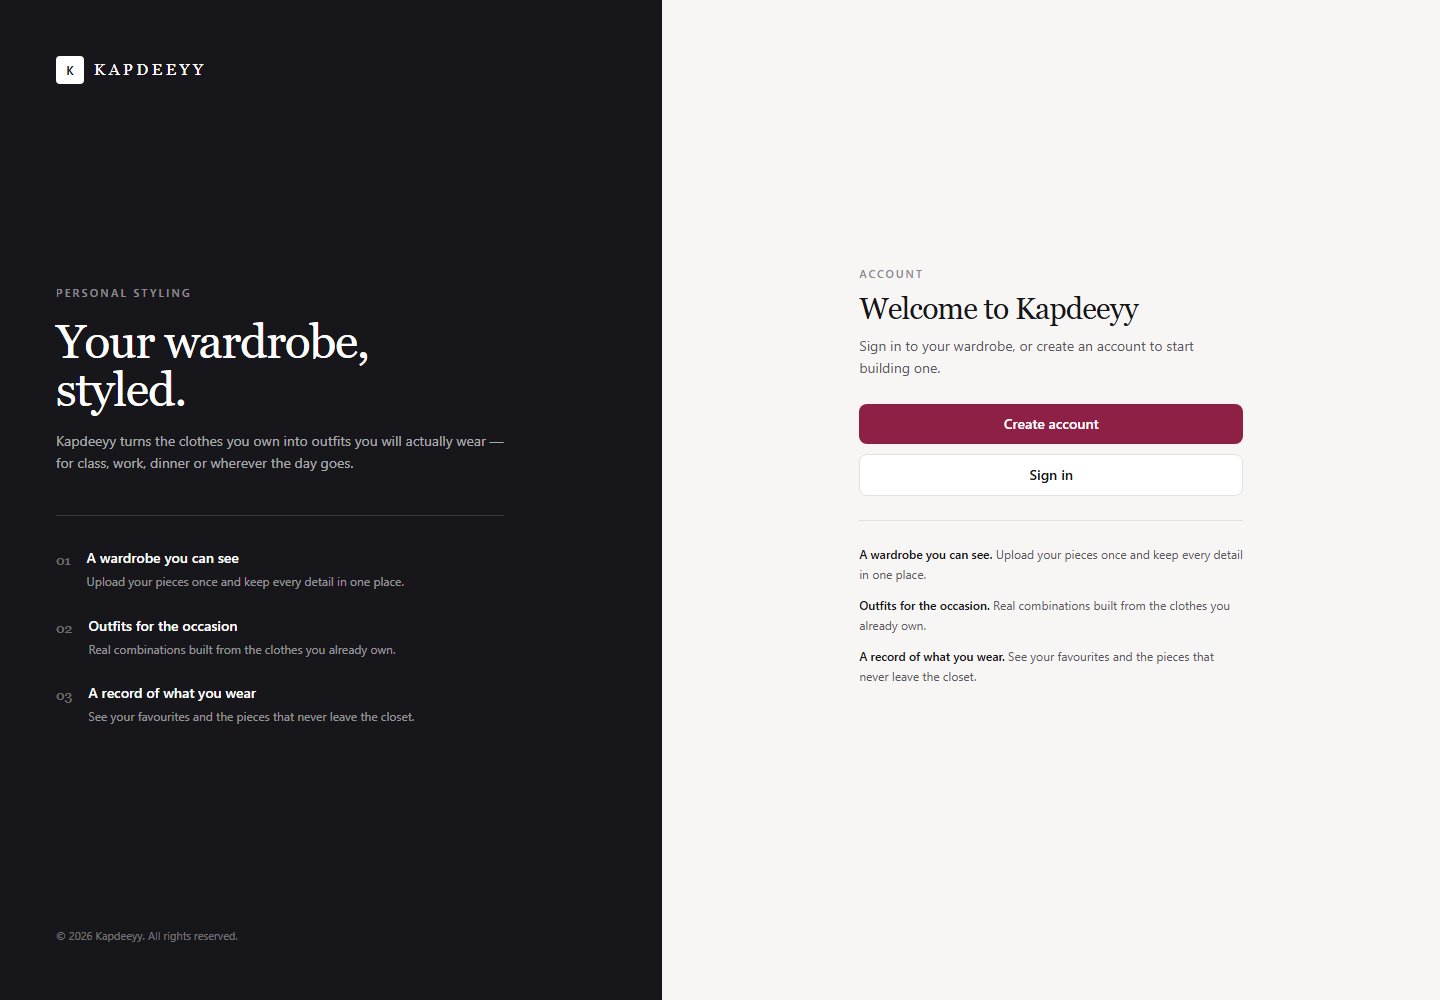 K KAPDEEYY
PERSONAL STYLING
Your wardrobe,
styled.
Kapdeeyy turns the clothes you own into outfits you will actually wear —
for class, work, dinner or wherever the day goes.
01 A wardrobe you can see
Upload your pieces once and keep every detail in one place.
02 Outfits for the occasion
Real combinations built from the clothes you already own.
03 A record of what you wear
See your favourites and the pieces that never leave the closet.
© 2026 Kapdeeyy. All rights reserved.
ACCOUNT
Welcome to Kapdeeyy
Sign in to your wardrobe, or create an account to start
building one.
Create account
Sign in
A wardrobe you can see. Upload your pieces once and keep every detail
in one place.
Outfits for the occasion. Real combinations built from the clothes you
already own.
A record of what you wear. See your favourites and the pieces that
never leave the closet.